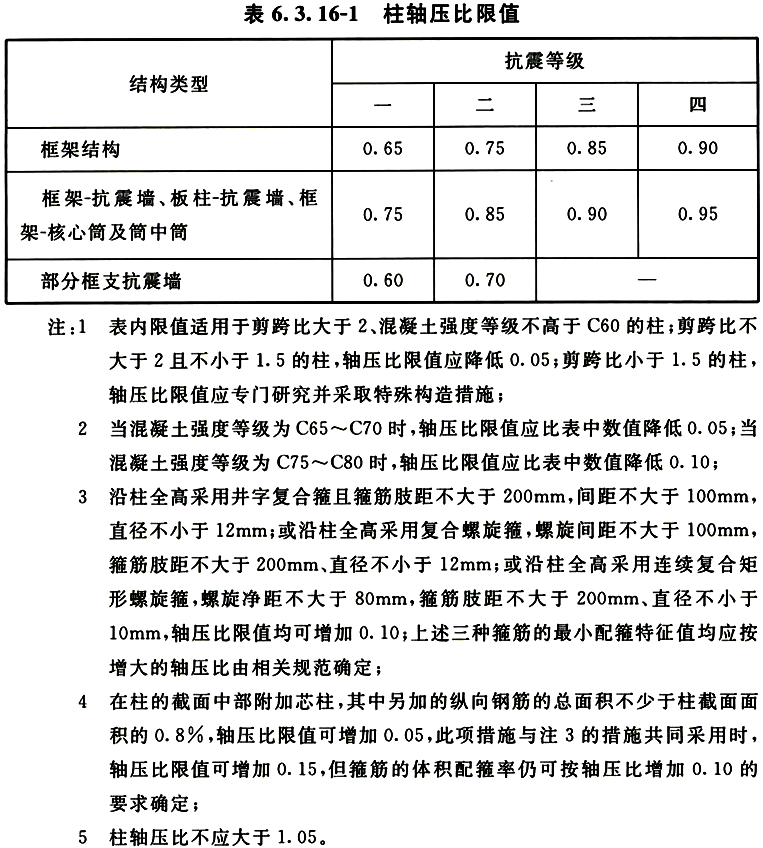 表 6.3.16-1 柱轴压比限值
结构类型 抗震等级
一 二 三 四
框架结构 0.65 0.75 0.85 0.90
框架-抗震墙、板柱-抗震墙、框
架-核心筒及筒中筒 0.75 0.85 0.90 0.95
部分框支抗震墙 0.60 0.70 —
注:1 表内限值适用于剪跨比大于 2、混凝土强度等级不高于 C60 的柱;剪跨比不
大于 2 且不小于 1.5 的柱,轴压比限值应降低 0.05;剪跨比小于 1.5 的柱,
轴压比限值应专门研究并采取特殊构造措施;
2 当混凝土强度等级为 C65～C70 时,轴压比限值应比表中数值降低 0.05;当
混凝土强度等级为 C75～C80 时,轴压比限值应比表中数值降低 0.10;
3 沿柱全高采用井字复合箍且箍筋肢距不大于 200mm,间距不大于 100mm,
直径不小于 12mm;或沿柱全高采用复合螺旋箍,螺旋间距不大于 100mm,
箍筋肢距不大于 200mm、直径不小于 12mm;或沿柱全高采用连续复合矩
形螺旋箍,螺旋净距不大于 80mm,箍筋肢距不大于 200mm、直径不小于
10mm,轴压比限值均可增加 0.10;上述三种箍筋的最小配箍特征值均应按
增大的轴压比由相关规范确定;
4 在柱的截面中部附加芯柱,其中另加的纵向钢筋的总面积不少于柱截面面
积的 0.8%,轴压比限值可增加 0.05,此项措施与注 3 的措施共同采用时,
轴压比限值可增加 0.15,但箍筋的体积配箍率仍可按轴压比增加 0.10 的
要求确定;
5 柱轴压比不应大于 1.05。